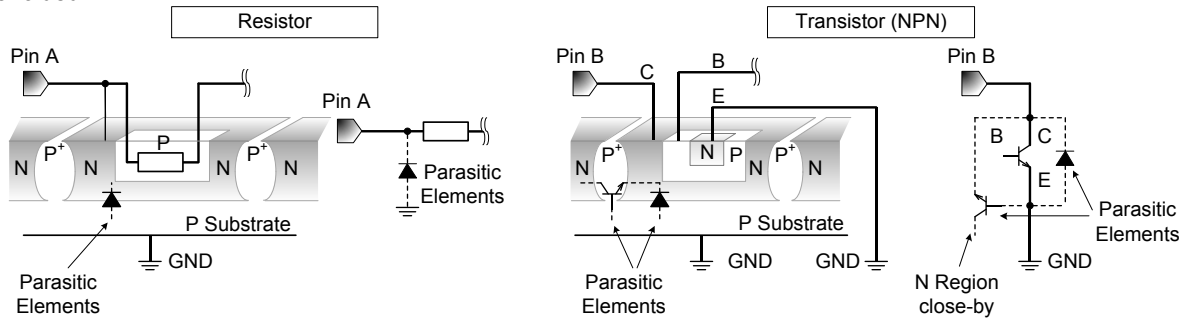 Resistor
Transistor (NPN)
Pin A
Pin B
C
B
E
Pin B
Pin A
P
N
P+
N
N
P+
N
Parasitic
Elements
P Substrate
GND
Parasitic
Elements
N
P+
N
N
P
N
P+
N
P Substrate
GND
GND
Parasitic
Elements
B
C
E
Parasitic
Elements
GND
N Region
close-by